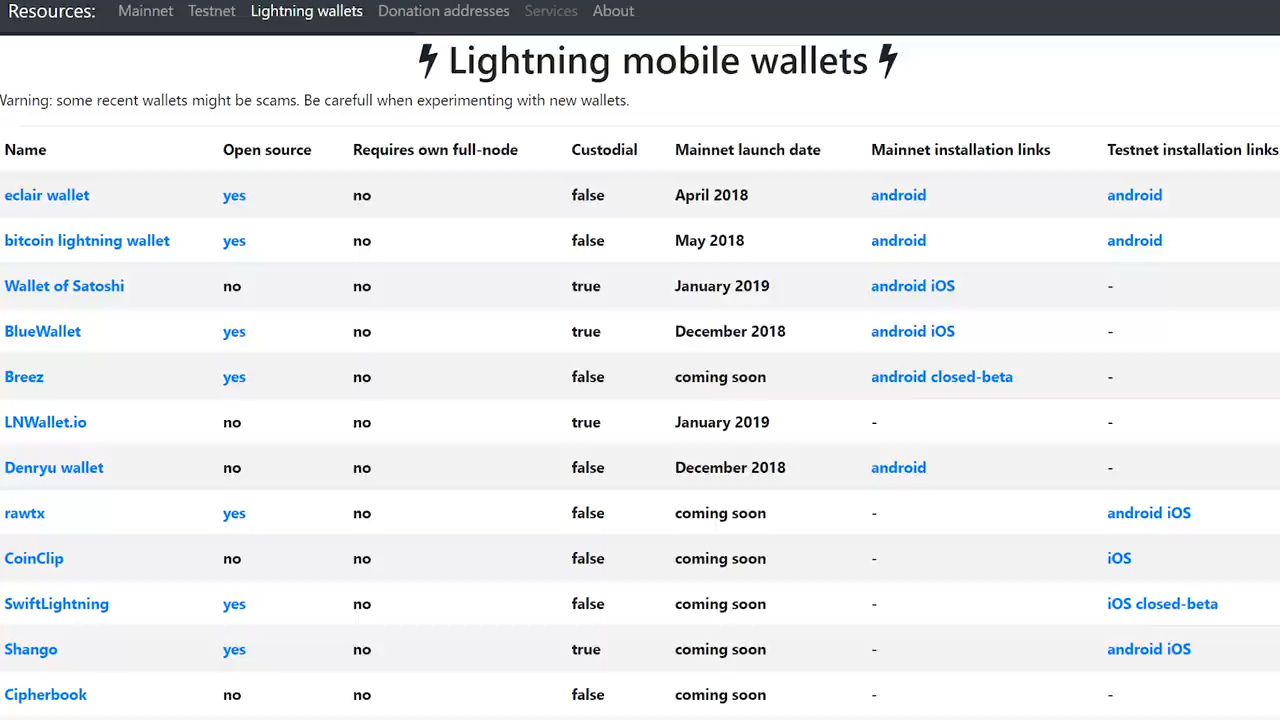 Resources: Mainnet Testnet Lightning wallets Donation addresses Services About
Lightning mobile wallets
Warning: some recent wallets might be scams. Be carefull when experimenting with new wallets.
Name Open source Requires own full-node Custodial Mainnet launch date Mainnet installation links Testnet installation links
eclair wallet yes no false April 2018 android android
bitcoin lightning wallet yes no false May 2018 android android
Wallet of Satoshi no no true January 2019 android iOS -
BlueWallet yes no true December 2018 android iOS -
Breez yes no false coming soon android closed-beta -
LNWallet.io no no true January 2019 - -
Denryu wallet no no false December 2018 android -
rawtx yes no false coming soon - android iOS
CoinClip no no false coming soon - iOS
SwiftLightning yes no false coming soon - iOS closed-beta
Shango yes no true coming soon - android iOS
Cipherbook no no false coming soon - -